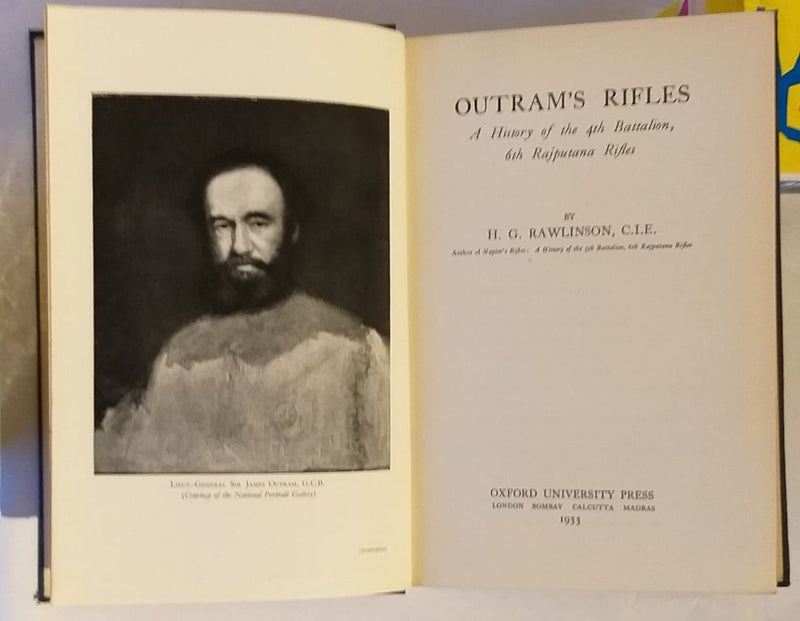 LIEUT.-GENERAL SIR JAMES OUTRAM, G.C.B.
(Courtesy of the National Portrait Gallery)
[Frontispiece
OUTRAM'S RIFLES
A History of the 4th Battalion,
6th Rajputana Rifles
BY
H. G. RAWLINSON, C.I.E.
Author of Napier's Rifles: A History of the 5th Battalion, 6th Rajputana Rifles
OXFORD UNIVERSITY PRESS
LONDON BOMBAY CALCUTTA MADRAS
1933